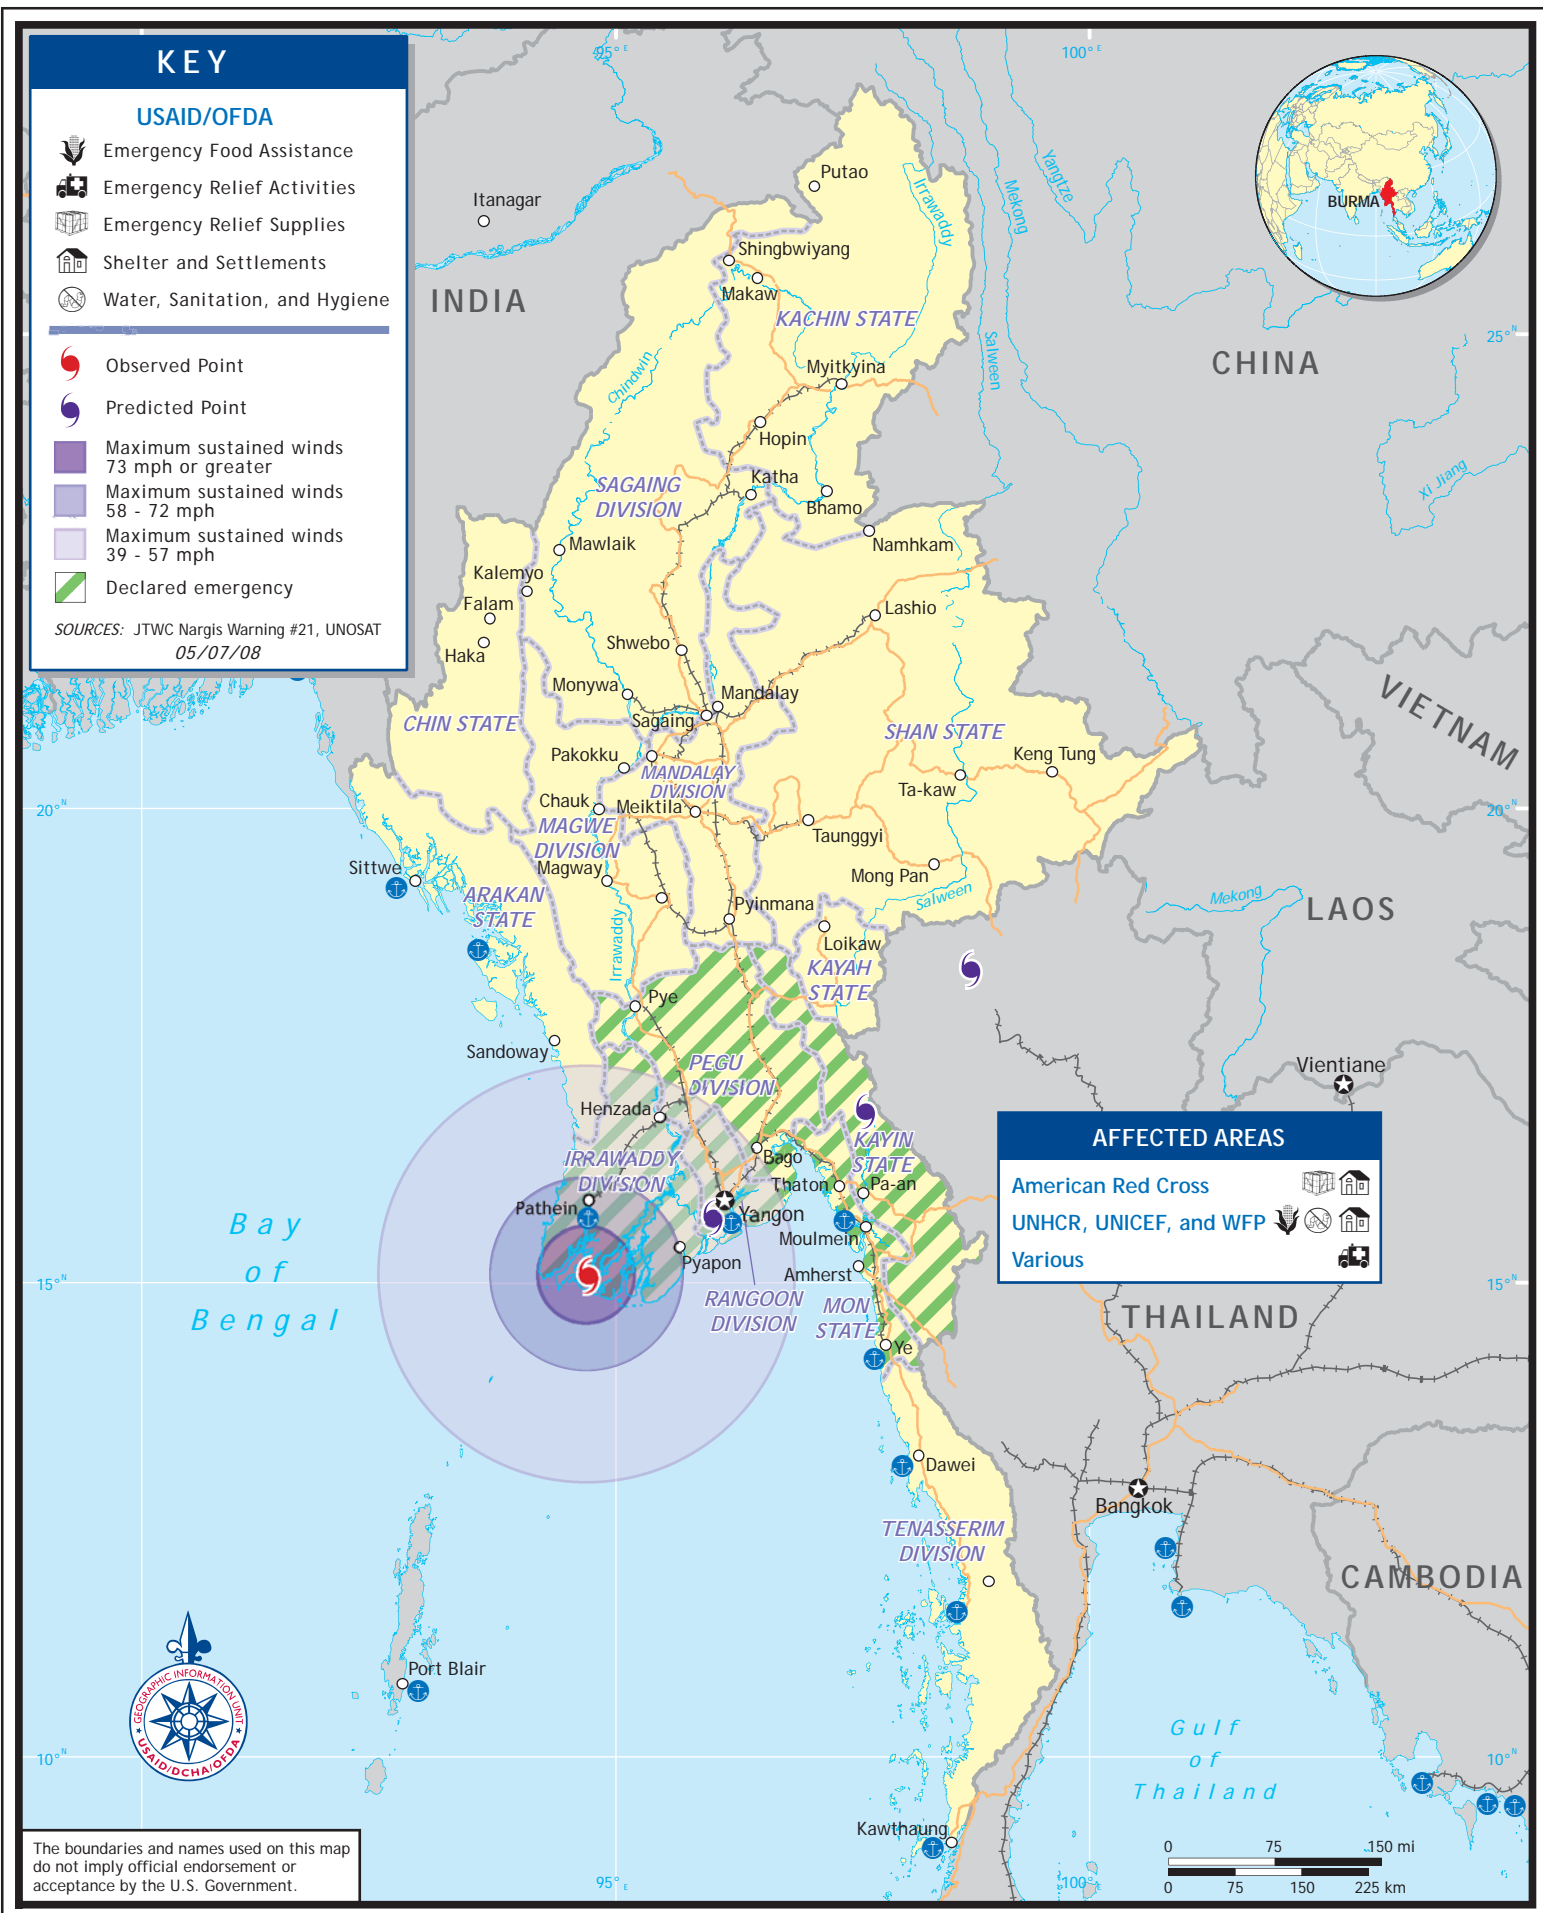 KEY
USAID/OFDA
Emergency Food Assistance
Emergency Relief Activities
Emergency Relief Supplies
Shelter and Settlements
Water, Sanitation, and Hygiene
Observed Point
Predicted Point
Maximum sustained winds
73 mph or greater
Maximum sustained winds
58 - 72 mph
Maximum sustained winds
39 - 57 mph
Declared emergency
SOURCES: JTWC Nargis Warning #21, UNOSAT
05/07/08
95° E
100° E
BURMA
Itanagar
Putao
Irrawaddy
Mekong
Yangtze
INDIA
Shingbwiyang
Makaw
KACHIN STATE
25° N
Salween
CHINA
Chindwin
Myitkyina
Hopin
SAGAING
DIVISION
Katha
Bhamo
Xi Jiang
Mawlaik
Namhkam
Kalemyo
Falam
Lashio
Haka
Shwebo
Monywa
Mandalay
Sagaing
CHIN STATE
SHAN STATE
VIETNAM
Pakokku
MANDALAY
DIVISION
Keng Tung
Ta-kaw
20° N
Chauk
Meiktila
20° N
MAGWE
DIVISION
Taunggyi
Sittwe
Magway
Mong Pan
ARAKAN
STATE
Pyinmana
Salween
Mekong
LAOS
Irrawaddy
Loikaw
KAYAH
STATE
Pye
Sandoway
PEGU
DIVISION
Vientiane
Henzada
KAYIN
STATE
IRRAWADDY
DIVISION
Bago
Thaton
Pa-an
Pathein
Yangon
Moulmein
Pyapon
Amherst
RANGOON
DIVISION
MON
STATE
Ye
AFFECTED AREAS
American Red Cross
UNHCR, UNICEF, and WFP
Various
Bay
of
Bengal
15° N
15° N
THAILAND
Dawei
Bangkok
TENASSERIM
DIVISION
CAMBODIA
Port Blair
GEOGRAPHIC INFORMATION UNIT
USAID/DCHA/OFDA
Gulf
of
Thailand
10° N
10° N
Kawthaung
The boundaries and names used on this map
do not imply official endorsement or
acceptance by the U.S. Government.
95° E
100° E
0 75 150 mi
0 75 150 225 km